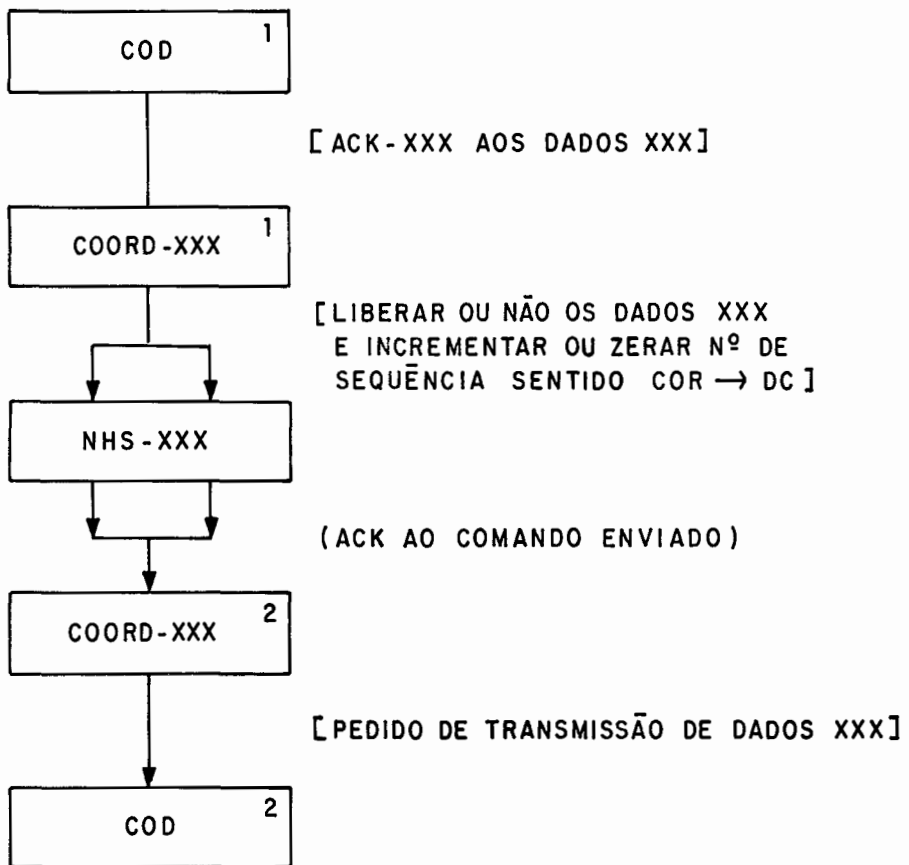 COD 1
[ACK-XXX AOS DADOS XXX]
COORD-XXX 1
[LIBERAR OU NÃO OS DADOS XXX
E INCREMENTAR OU ZERAR Nº DE
SEQUÊNCIA SENTIDO COR → DC]
NHS-XXX
(ACK AO COMANDO ENVIADO)
COORD-XXX 2
[PEDIDO DE TRANSMISSÃO DE DADOS XXX]
COD 2